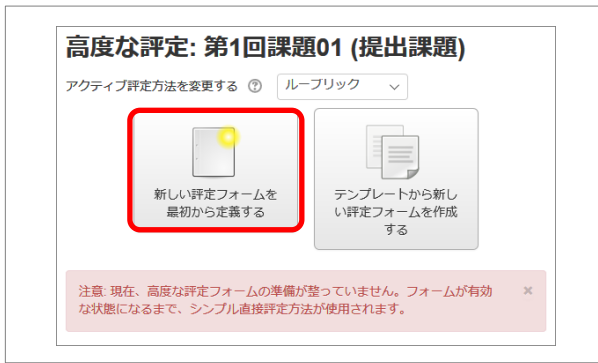 高度な評定: 第1回課題01 (提出課題)
アクティブ評定方法を変更する ? ルーブリック
新しい評定フォームを
最初から定義する
テンプレートから新し
い評定フォームを作成
する
注意: 現在、高度な評定フォームの準備が整っていません。フォームが有効 ×
な状態になるまで、シンプル直接評定方法が使用されます。